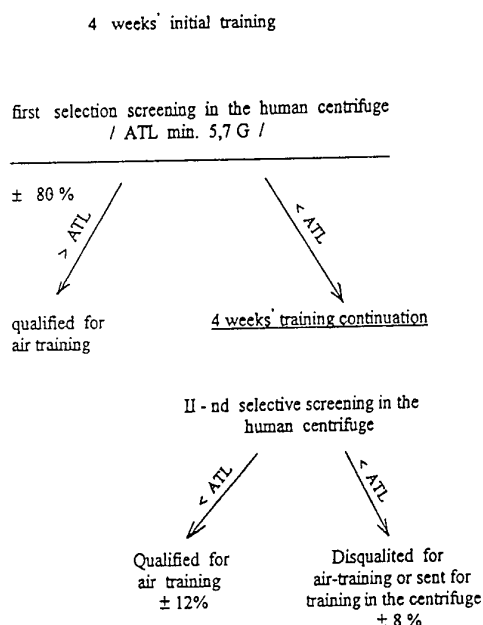 4 weeks' initial training
first selection screening in the human centrifuge
/ ATL min. 5,7 G /
± 80 %
> ATL
< ATL
qualified for
air training
4 weeks' training continuation
II - nd selective screening in the
human centrifuge
< ATL
< ATL
Qualified for
air training
± 12%
Disqualited for
air-training or sent for
training in the centrifuge
± 8 %